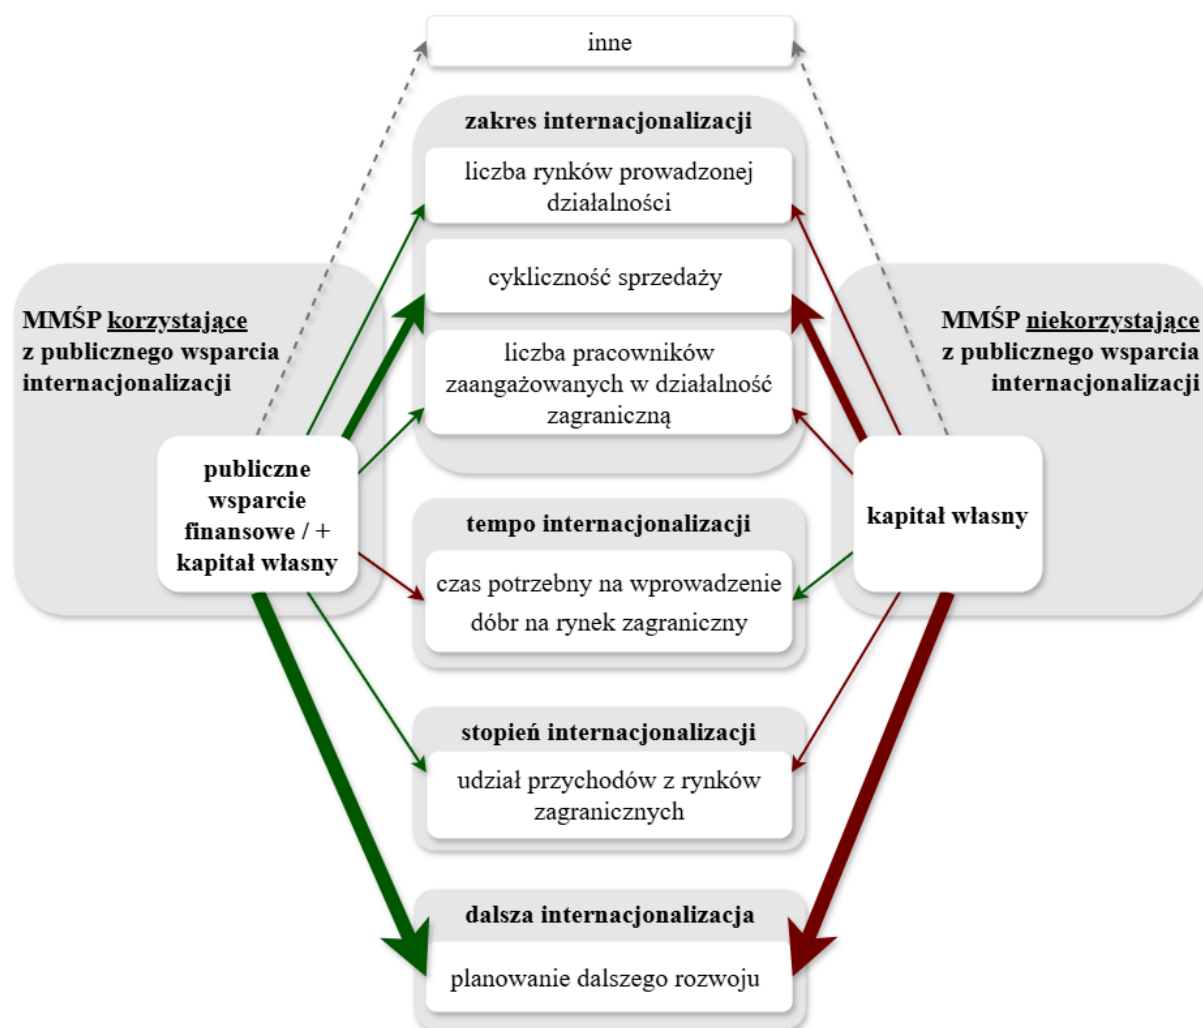 inne
zakres internacjonalizacji
liczba rynków prowadzonej
działalności
cykliczność sprzedaży
liczba pracowników
zaangażowanych w działalność
zagraniczną
MMŚP korzystające
z publicznego wsparcia
internacjonalizacji
publiczne
wsparcie
finansowe / +
kapitał własny
MMŚP niekorzystające
z publicznego wsparcia
internacjonalizacji
kapitał własny
tempo internacjonalizacji
czas potrzebny na wprowadzenie
dóbr na rynek zagraniczny
stopień internacjonalizacji
udział przychodów z rynków
zagranicznych
dalsza internacjonalizacja
planowanie dalszego rozwoju